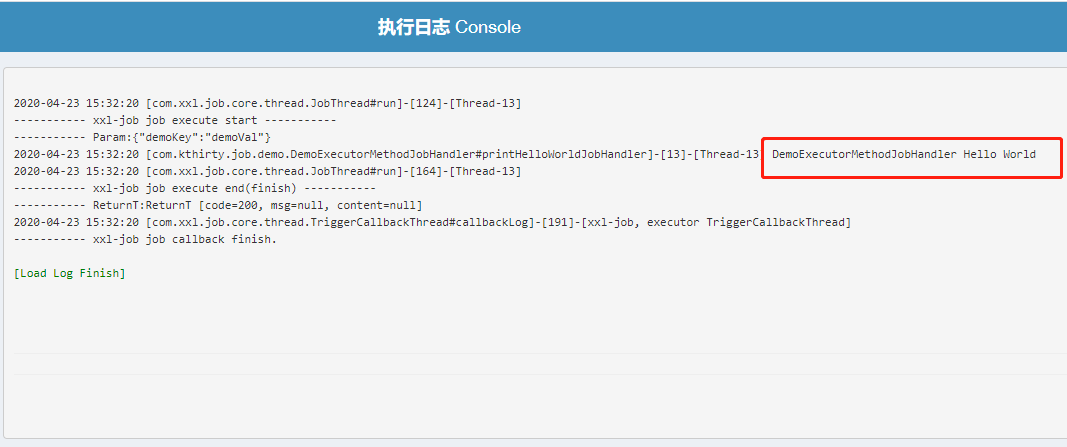 执行日志 Console
2020-04-23 15:32:20 [com.xxl.job.core.thread.JobThread#run]-[124]-[Thread-13]
----------- xxl-job job execute start -----------
----------- Param:{"demoKey":"demoVal"}
2020-04-23 15:32:20 [com.kthirty.job.demo.DemoExecutorMethodJobHandler#printHelloWorldJobHandler]-[13]-[Thread-13 DemoExecutorMethodJobHandler Hello World
2020-04-23 15:32:20 [com.xxl.job.core.thread.JobThread#run]-[164]-[Thread-13]
----------- xxl-job job execute end(finish) -----------
----------- ReturnT:ReturnT [code=200, msg=null, content=null]
2020-04-23 15:32:20 [com.xxl.job.core.thread.TriggerCallbackThread#callbackLog]-[191]-[xxl-job, executor TriggerCallbackThread]
----------- xxl-job job callback finish.
[Load Log Finish]